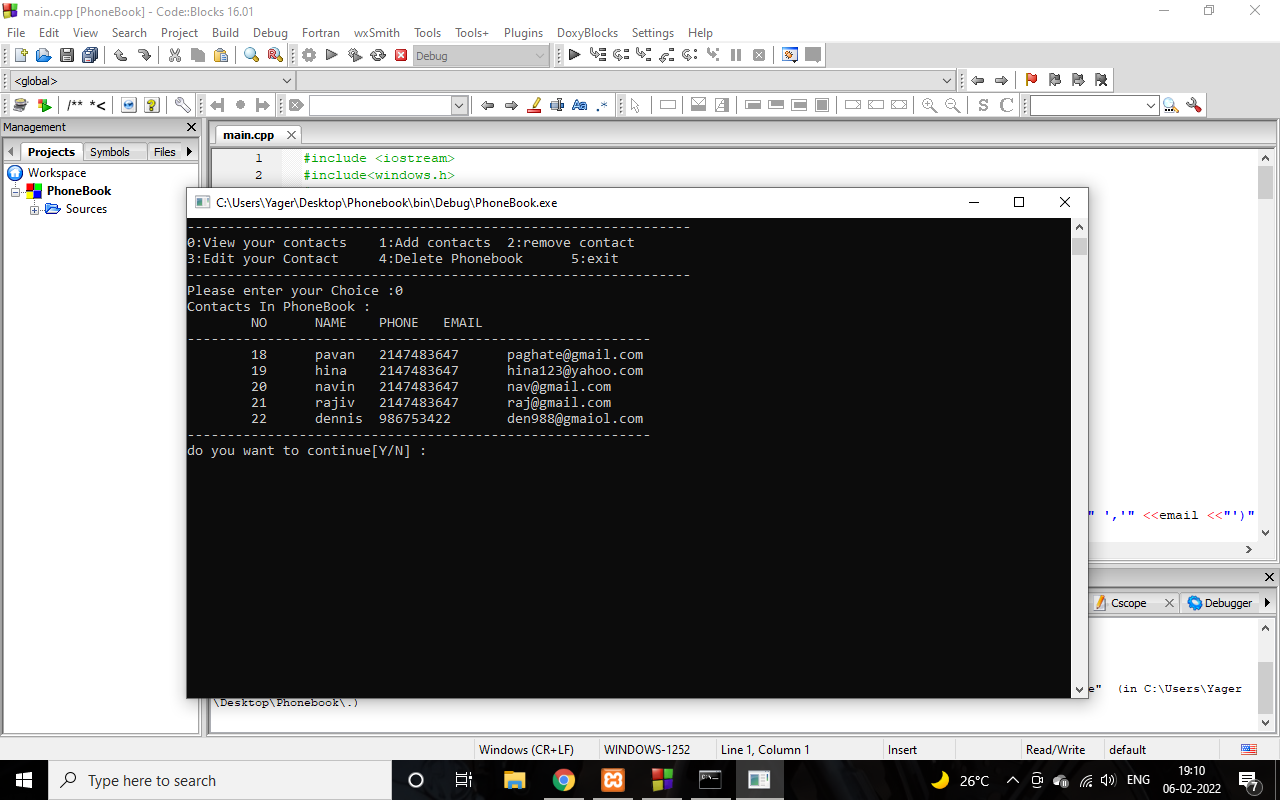 main.cpp [PhoneBook] - Code::Blocks 16.01
File Edit View Search Project Build Debug Fortran wxSmith Tools Tools+ Plugins DoxyBlocks Settings Help
Debug
<global>
/** *<
Aa .*
S C
Management
main.cpp
Projects Symbols Files
1 #include <iostream>
2 #include<windows.h>
Workspace
PhoneBook
Sources
C:\Users\Yager\Desktop\Phonebook\bin\Debug\PhoneBook.exe
---------------------------------------------------------------
0:View your contacts 1:Add contacts 2:remove contact
3:Edit your Contact 4:Delete Phonebook 5:exit
---------------------------------------------------------------
Please enter your Choice :0
Contacts In PhoneBook :
NO NAME PHONE EMAIL
----------------------------------------------------------
18 pavan 2147483647 paghate@gmail.com
19 hina 2147483647 hina123@yahoo.com
20 navin 2147483647 nav@gmail.com
21 rajiv 2147483647 raj@gmail.com
22 dennis 986753422 den988@gmaiol.com
----------------------------------------------------------
do you want to continue[Y/N] :
" ','" <<email <<"')"
Cscope Debugger
e" (in C:\Users\Yager
\Desktop\Phonebook\.)
Windows (CR+LF) WINDOWS-1252 Line 1, Column 1 Insert Read/Write default
Type here to search
26°C ENG 19:10
06-02-2022
7